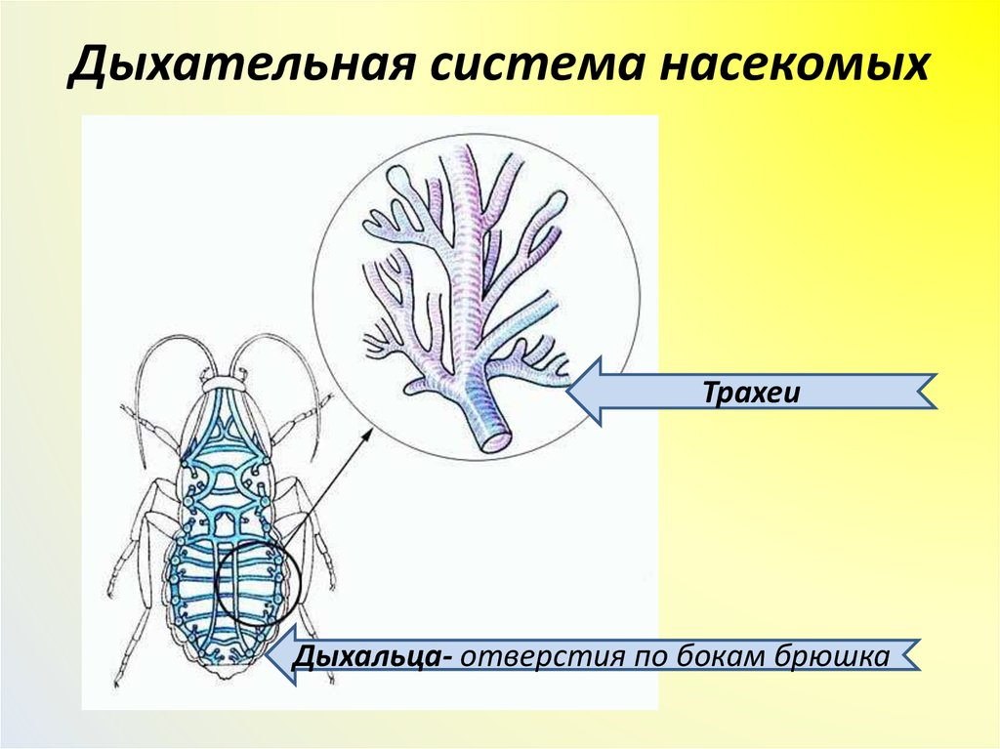 Дыхательная система насекомых
Трахеи
Дыхальца- отверстия по бокам брюшка